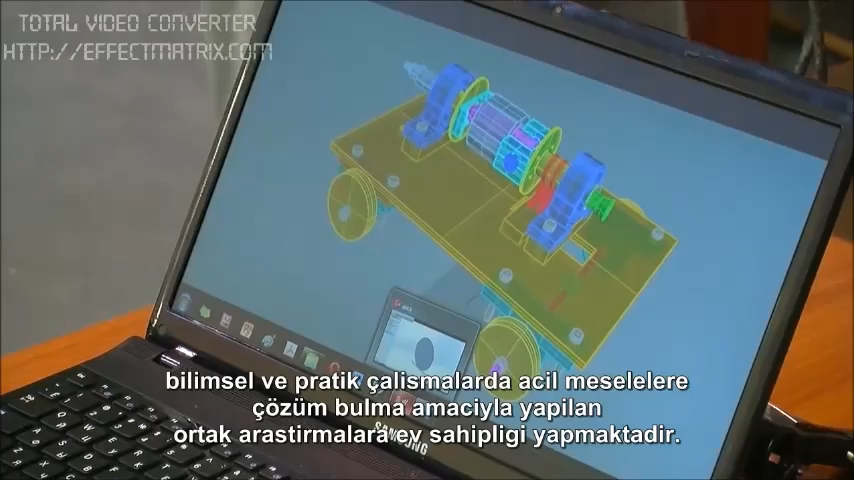 TOTAL VIDEO CONVERTER
HTTP://EFFECTMATRIX.COM
bilimsel ve pratik çalismalarda acil meselelere
çözüm bulma amaciyla yapilan
ortak arastirmalara ev sahipligi yapmaktadir.
SAMSUNG